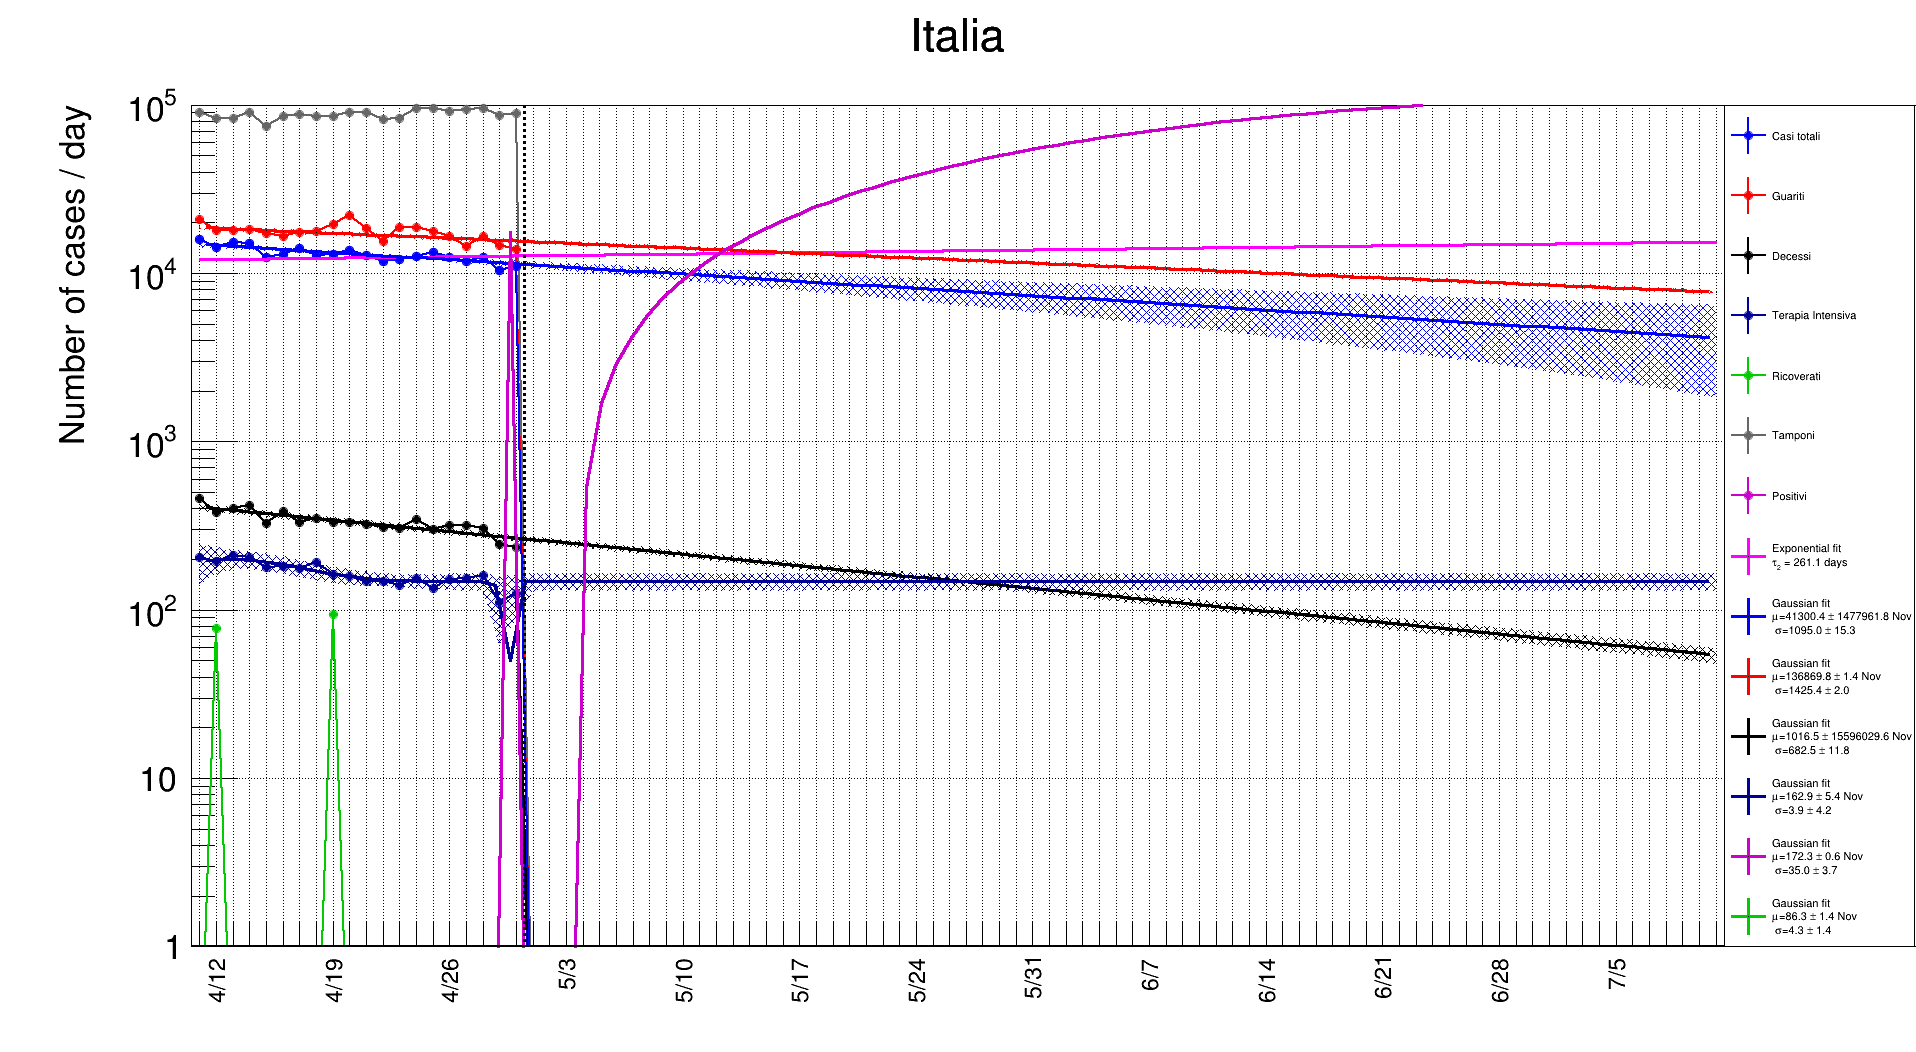 Italia
Number of cases / day
10⁵
10⁴
10³
10²
10
1
4/12
4/19
4/26
5/3
5/10
5/17
5/24
5/31
6/7
6/14
6/21
6/28
7/5
Casi totali
Guariti
Decessi
Terapia Intensiva
Ricoverati
Tamponi
Positivi
Exponential fit
τ₂ = 261.1 days
Gaussian fit
μ=41300.4 ± 1477961.8 Nov
σ=1095.0 ± 15.3
Gaussian fit
μ=136869.8 ± 1.4 Nov
σ=1425.4 ± 2.0
Gaussian fit
μ=1016.5 ± 15596029.6 Nov
σ=682.5 ± 11.8
Gaussian fit
μ=162.9 ± 5.4 Nov
σ=3.9 ± 4.2
Gaussian fit
μ=172.3 ± 0.6 Nov
σ=35.0 ± 3.7
Gaussian fit
μ=86.3 ± 1.4 Nov
σ=4.3 ± 1.4